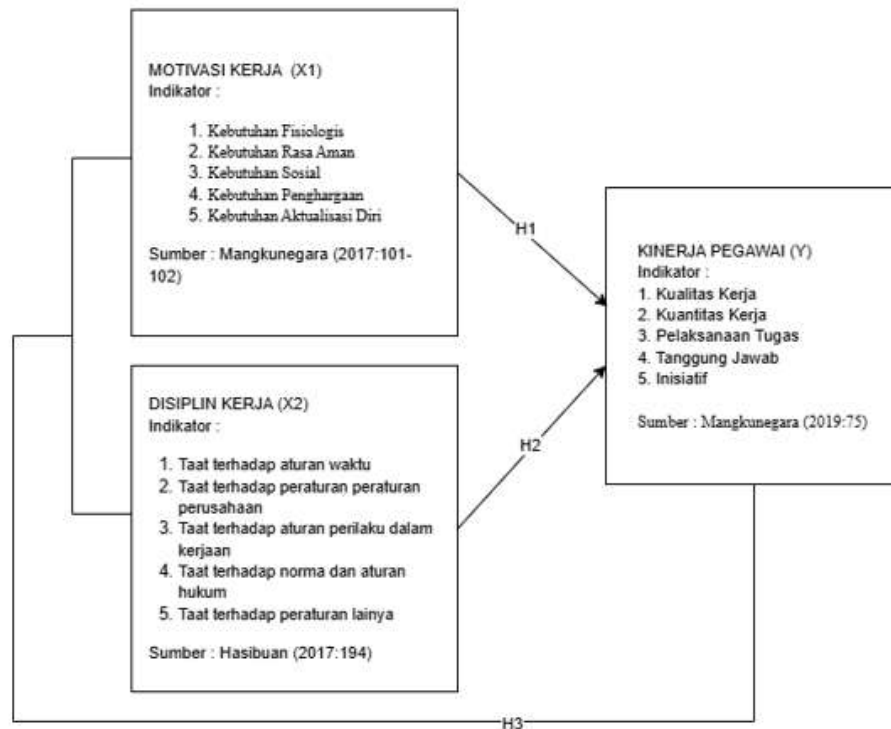 MOTIVASI KERJA (X1)
Indikator :
1. Kebutuhan Fisiologis
2. Kebutuhan Rasa Aman
3. Kebutuhan Sosial
4. Kebutuhan Penghargaan
5. Kebutuhan Aktualisasi Diri
Sumber : Mangkunegara (2017:101-
102)
H1
KINERJA PEGAWAI (Y)
Indikator :
1. Kualitas Kerja
2. Kuantitas Kerja
3. Pelaksanaan Tugas
4. Tanggung Jawab
5. Inisiatif
Sumber : Mangkunegara (2019:75)
DISIPLIN KERJA (X2)
Indikator :
1. Taat terhadap aturan waktu
2. Taat terhadap peraturan peraturan
perusahaan
3. Taat terhadap aturan perilaku dalam
kerjaan
4. Taat terhadap norma dan aturan
hukum
5. Taat terhadap peraturan lainya
Sumber : Hasibuan (2017:194)
H2
H3